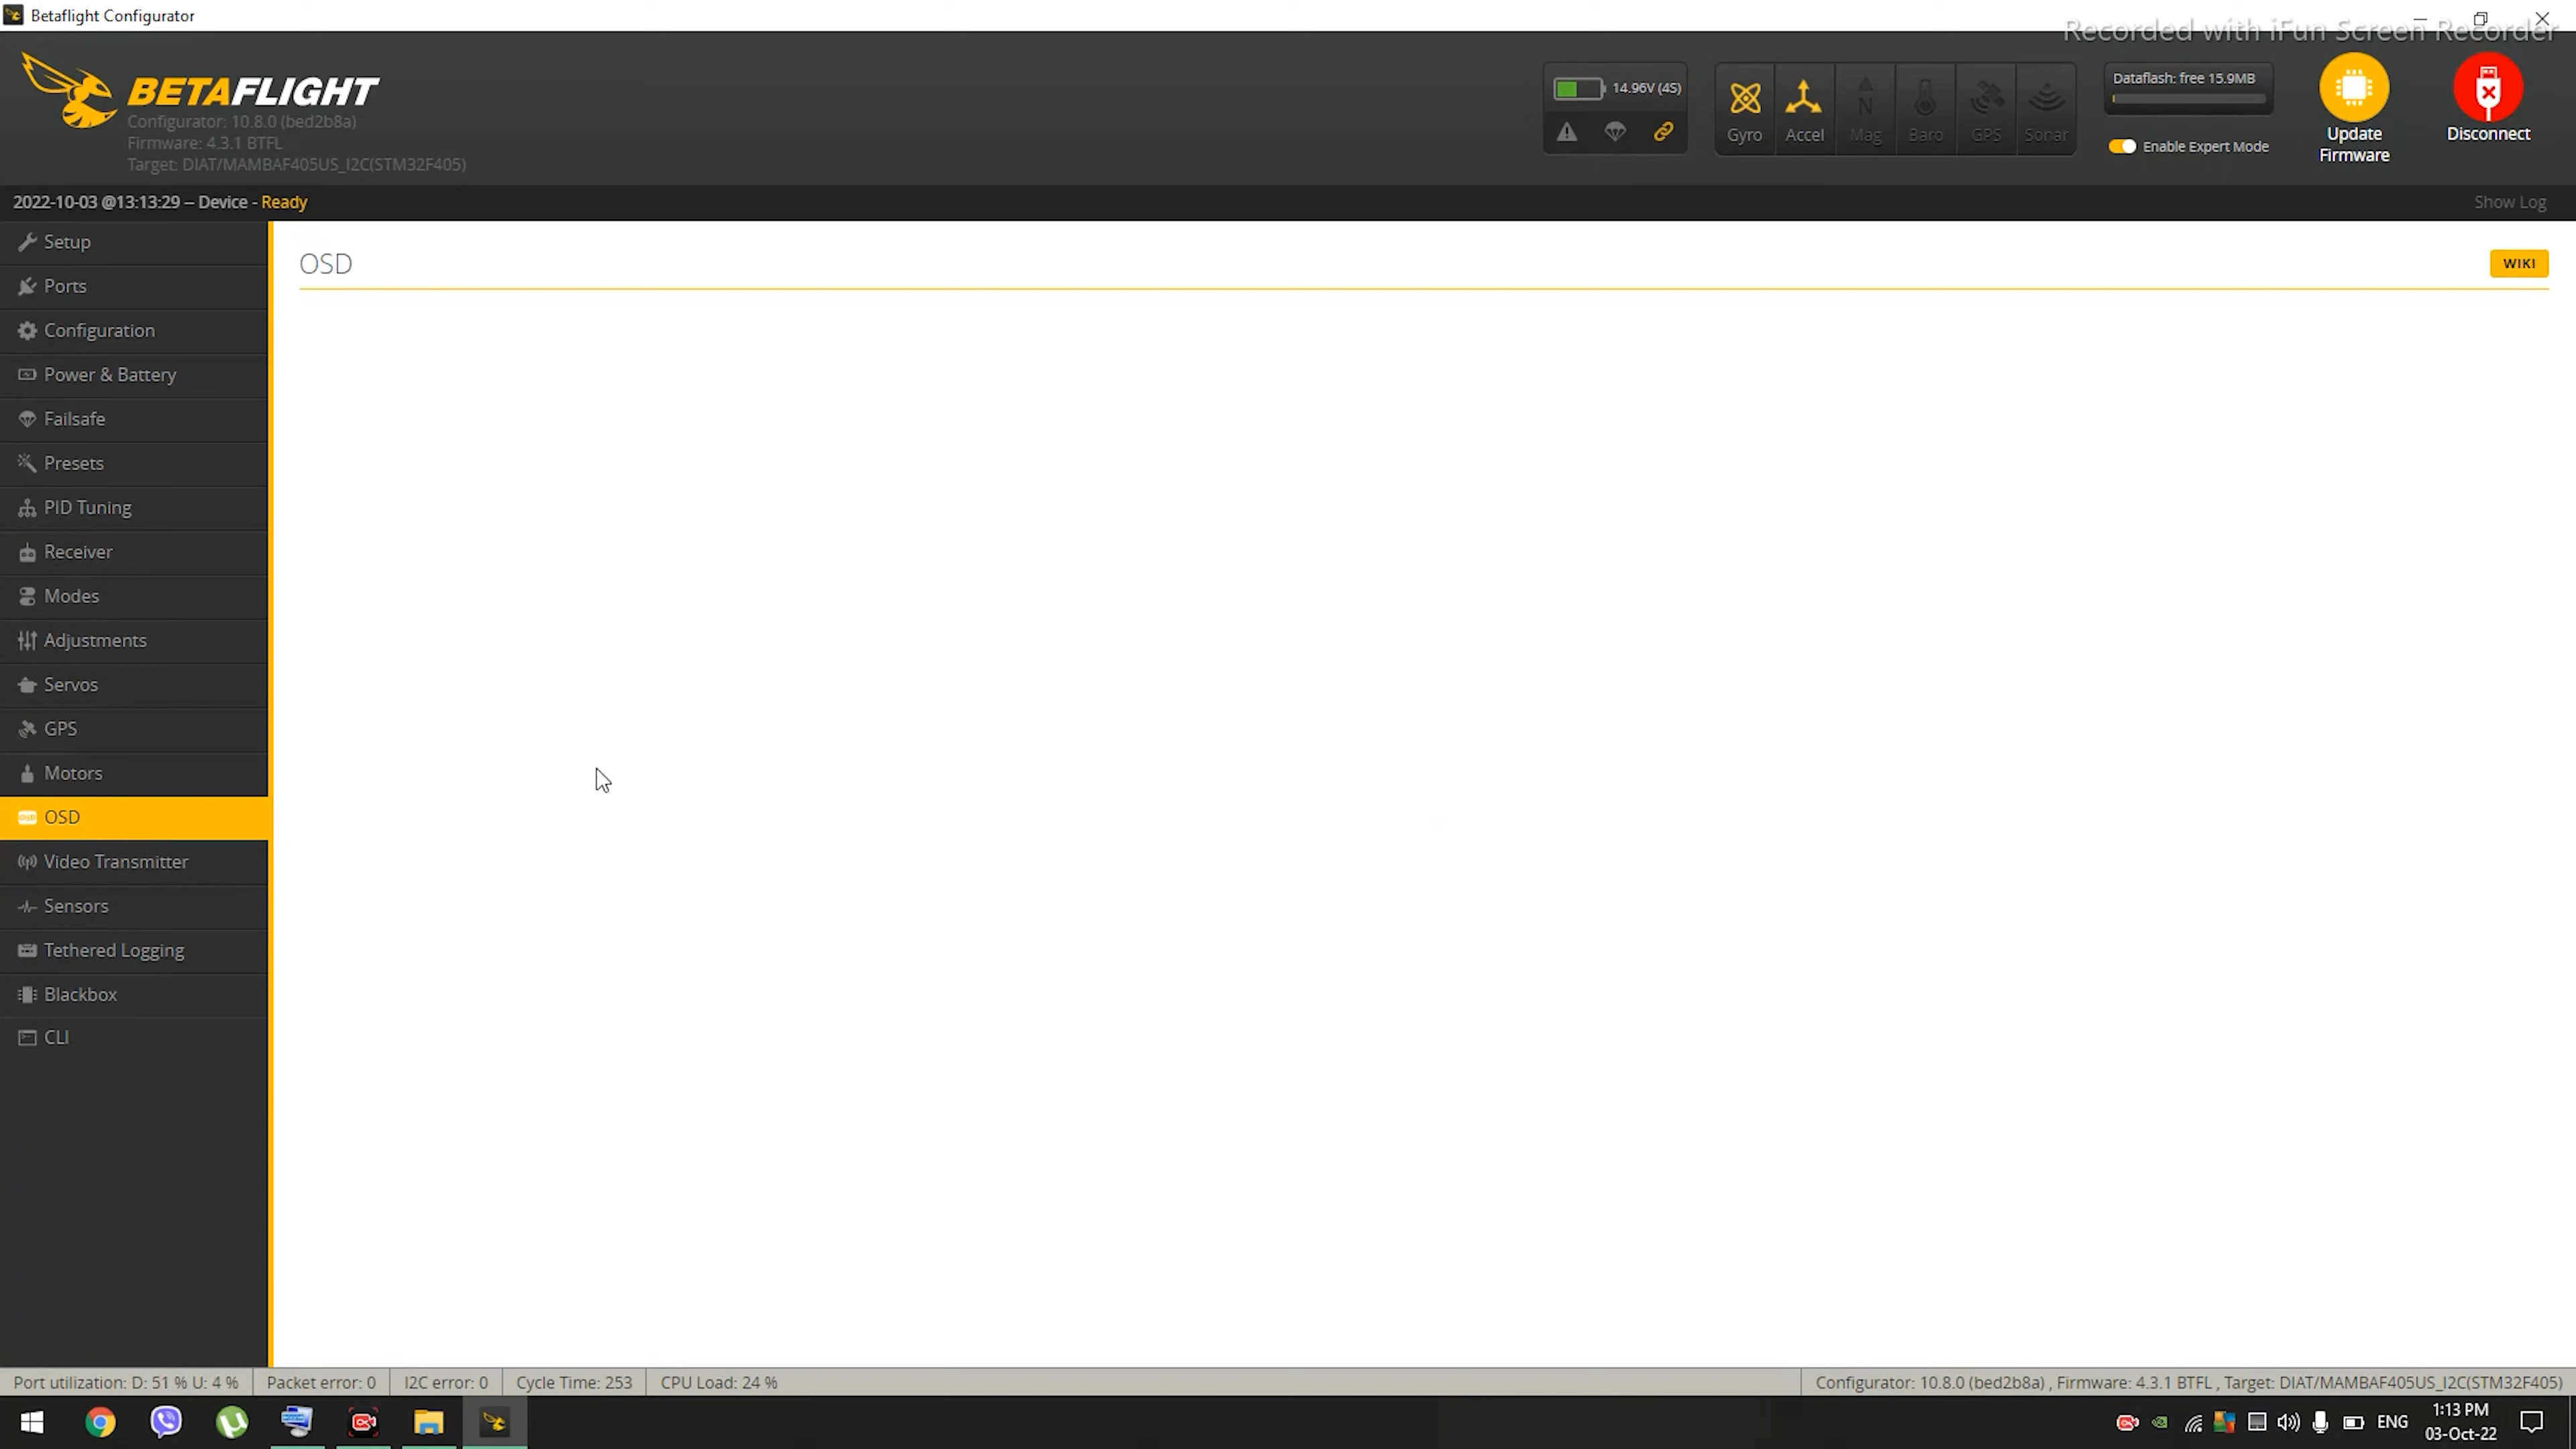 Betaflight Configurator
Recorded with iFun Screen Recorder
BETAFLIGHT
Configurator: 10.8.0 (bed2b8a)
Firmware: 4.3.1 BTFL
Target: DIAT/MAMBAF405US_I2C(STM32F405)
14.96V (4S)
Gyro
Accel
Mag
Baro
GPS
Sonar
Dataflash: free 15.9MB
Enable Expert Mode
Update
Firmware
Disconnect
2022-10-03 @13:13:29 -- Device - Ready
Show Log
Setup
Ports
Configuration
Power & Battery
Failsafe
Presets
PID Tuning
Receiver
Modes
Adjustments
Servos
GPS
Motors
OSD
Video Transmitter
Sensors
Tethered Logging
Blackbox
CLI
OSD
WIKI
Port utilization: D: 51 % U: 4 %
Packet error: 0
I2C error: 0
Cycle Time: 253
CPU Load: 24 %
Configurator: 10.8.0 (bed2b8a) , Firmware: 4.3.1 BTFL , Target: DIAT/MAMBAF405US_I2C(STM32F405)
ENG
1:13 PM
03-Oct-22